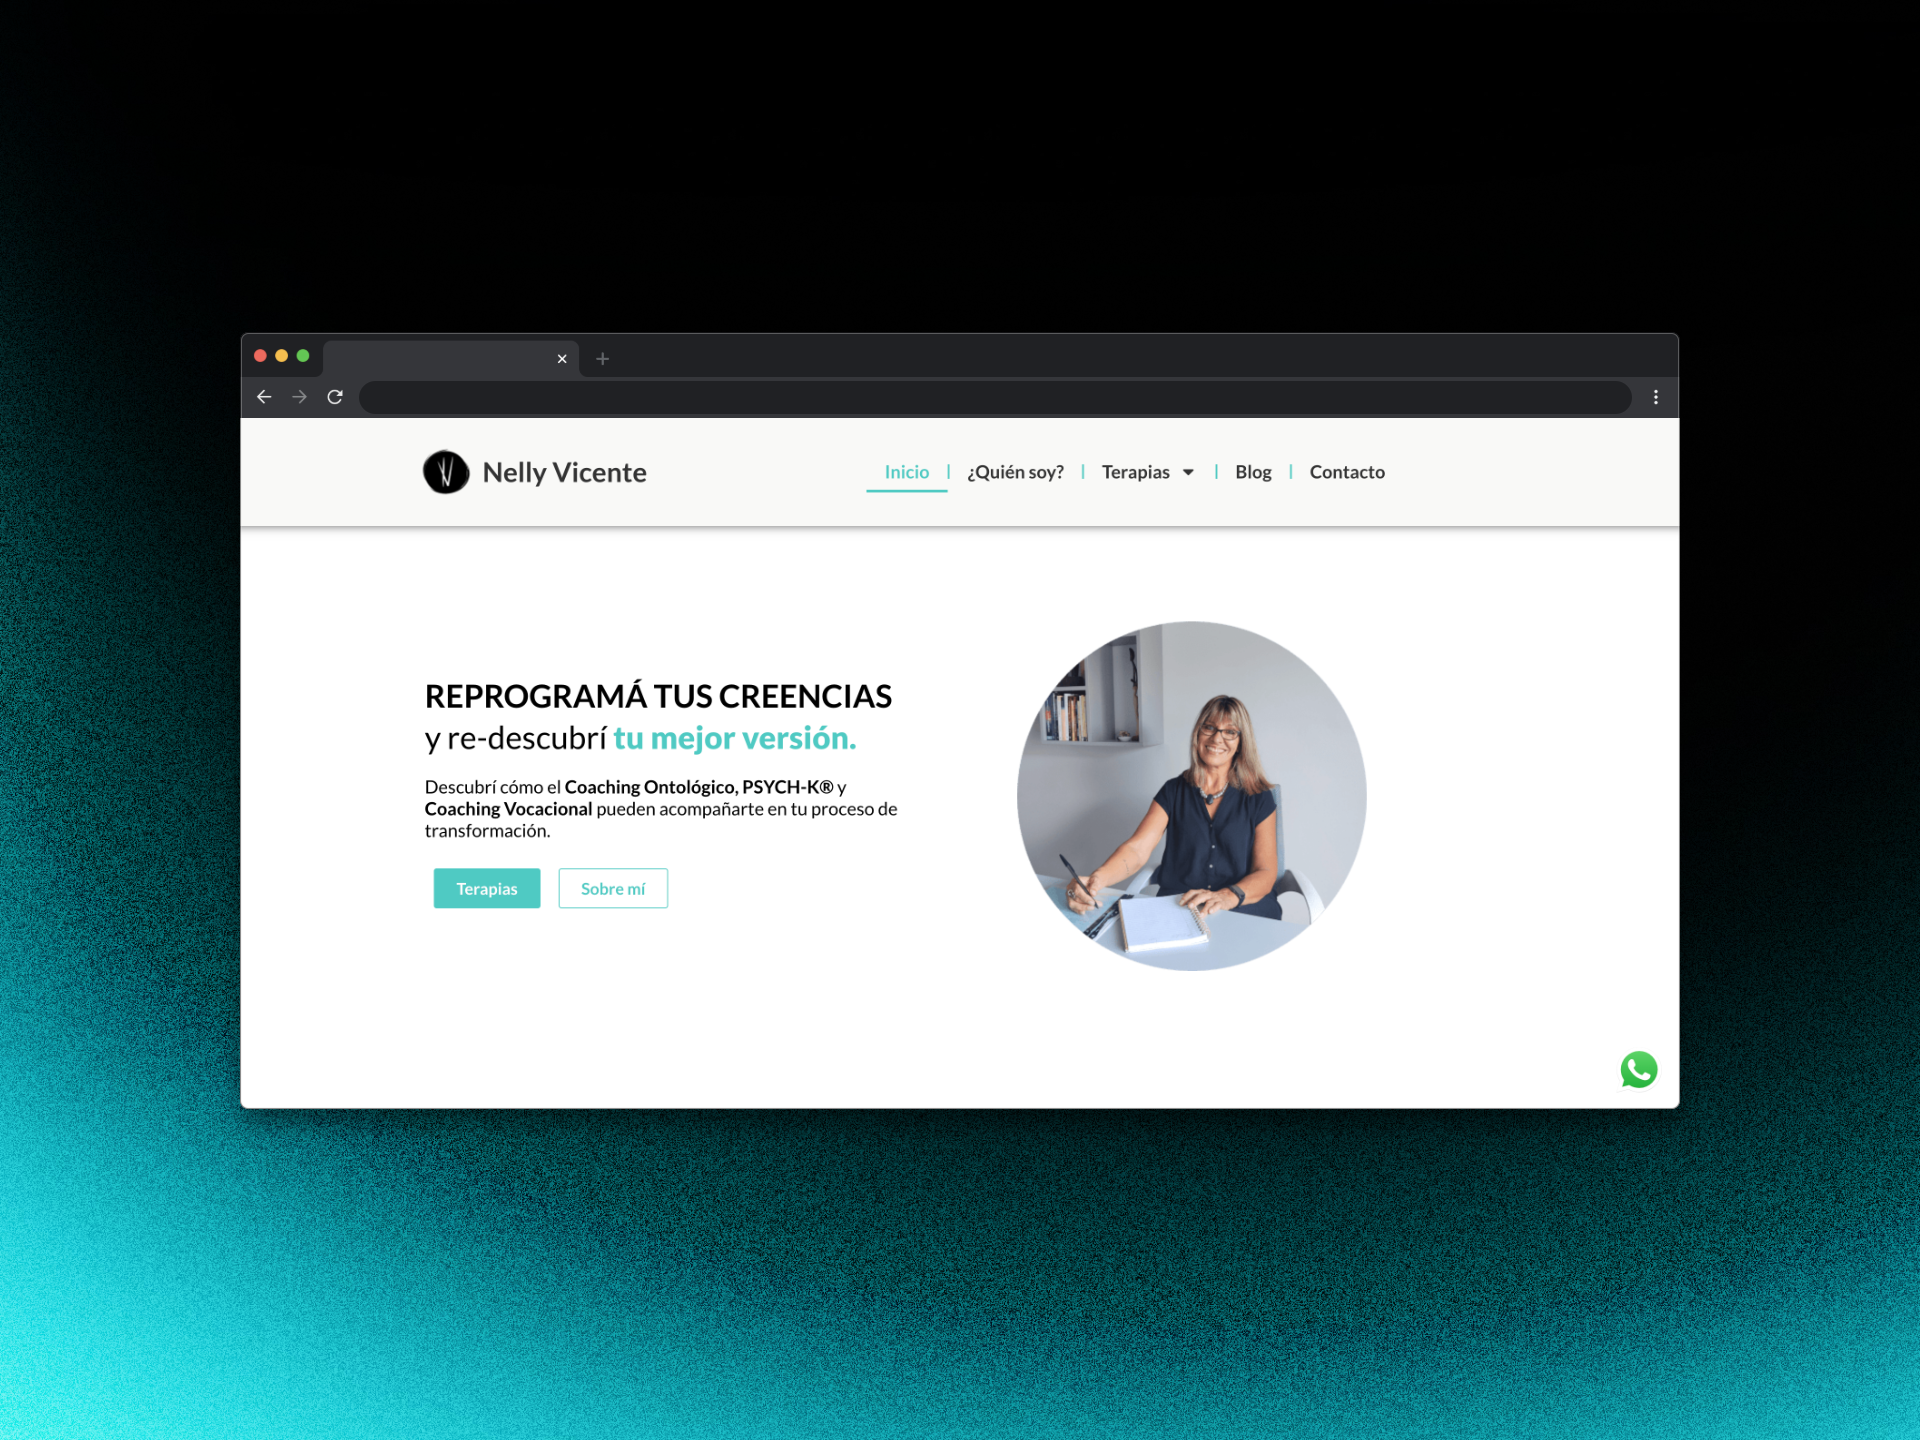 Nelly Vicente
Inicio | ¿Quién soy? | Terapias | Blog | Contacto
REPROGRAMÁ TUS CREENCIAS
y re-descubrí tu mejor versión.
Descubrí cómo el Coaching Ontológico, PSYCH-K® y
Coaching Vocacional pueden acompañarte en tu proceso de
transformación.
Terapias
Sobre mí